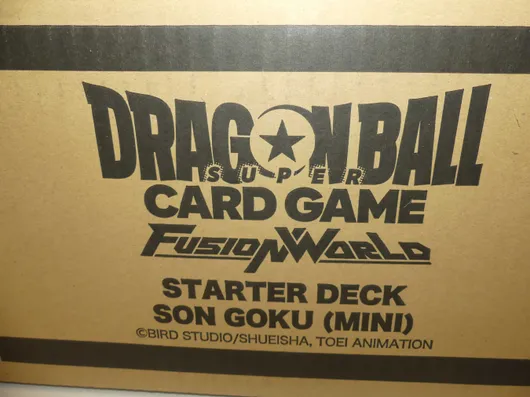 DRAGONBALL
SUPER
CARD GAME
FUSION WORLD
STARTER DECK
SON GOKU (MINI)
©BIRD STUDIO/SHUEISHA, TOEI ANIMATION